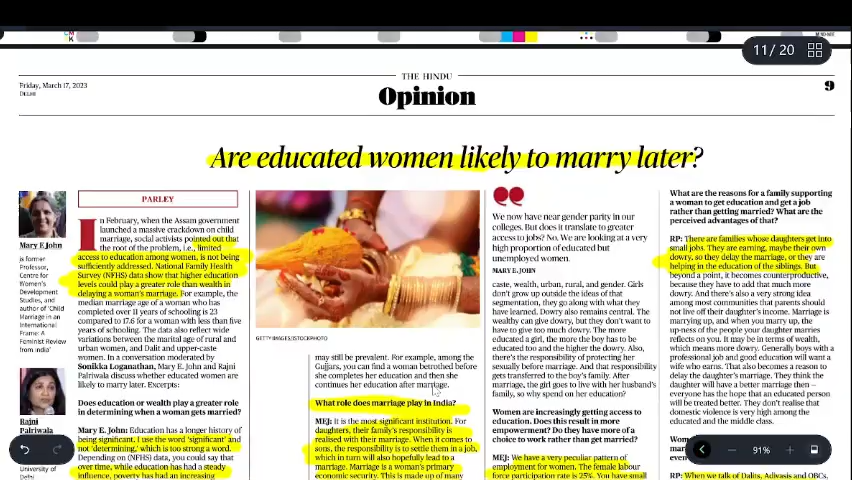 11/20
THE HINDU
Friday, March 17, 2023
DELHI
Opinion
9
Are educated women likely to marry later?
Mary E John
is former
Professor,
Centre for
Women's
Development
Studies, and
author of 'Child
Marriage in an
International
Frame: A
Feminist Review
from India'
Rajni
Palriwala
University of
Delhi
PARLEY
In February, when the Assam government
launched a massive crackdown on child
marriage, social activists pointed out that
the root of the problem, i.e., limited
access to education among women, is not being
sufficiently addressed. National Family Health
Survey (NFHS) data show that higher education
levels could play a greater role than wealth in
delaying a woman's marriage. For example, the
median marriage age of a woman who has
completed over 11 years of schooling is 23
compared to 17.6 for a woman with less than five
years of schooling. The data also reflect wide
variations between the marital age of rural and
urban women, and Dalit and upper-caste
women. In a conversation moderated by
Sonikka Loganathan, Mary E. John and Rajni
Palriwala discuss whether educated women are
likely to marry later. Excerpts:
Does education or wealth play a greater role
in determining when a woman gets married?
Mary E. John: Education has a longer history of
being significant. I use the word 'significant' and
not 'determining,' which is too strong a word.
Depending on (NFHS) data, you could say that
over time, while education has had a steady
influence, poverty has had an increasing
GETTY IMAGES/ISTOCKPHOTO
may still be prevalent. For example, among the
Gujjars, you can find a woman betrothed before
she completes her education and then she
continues her education after marriage.
What role does marriage play in India?
MEJ: It is the most significant institution. For
daughters, their family's responsibility is
realised with their marriage. When it comes to
sons, the responsibility is to settle them in a job,
which in turn will also hopefully lead to a
marriage. Marriage is a woman's primary
economic security. This is made up of many
We now have near gender parity in our
colleges. But does it translate to greater
access to jobs? No. We are looking at a very
high proportion of educated but
unemployed women.
MARY E. JOHN
caste, wealth, urban, rural, and gender. Girls
don't grow up outside the ideas of that
segmentation, they go along with what they
have learned. Dowry also remains central. The
wealthy can give dowry, but they don't want to
have to give too much dowry. The more
educated a girl, the more the boy has to be
educated too and the higher the dowry. Also,
there's the responsibility of protecting her
sexually before marriage. And that responsibility
gets transferred to the boy's family. After
marriage, the girl goes to live with her husband's
family, so why spend on her education?
Women are increasingly getting access to
education. Does this result in more
empowerment? Do they have more of a
choice to work rather than get married?
MEJ: We have a very peculiar pattern of
employment for women. The female labour
force participation rate is 25%. You have small
What are the reasons for a family supporting
a woman to get education and get a job
rather than getting married? What are the
perceived advantages of that?
RP: There are families whose daughters get into
small jobs. They are earning, maybe their own
dowry, so they delay the marriage, or they are
helping in the education of the siblings. But
beyond a point, it becomes counterproductive,
because they have to add that much more
dowry. And there's also a very strong idea
among most communities that parents should
not live off their daughter's income. Marriage is
marrying up, and when you marry up, the
up-ness of the people your daughter marries
reflects on you. It may be in terms of wealth,
which means more dowry. Generally boys with a
professional job and good education will want a
wife who earns. That also becomes a reason to
delay the daughter's marriage. They think the
daughter will have a better marriage then –
everyone has the hope that an educated person
will be treated better. They don't realise that
domestic violence is very high among the
educated and the middle class.
91%
RP: When we talk of Dalits, Adivasis and OBCs,